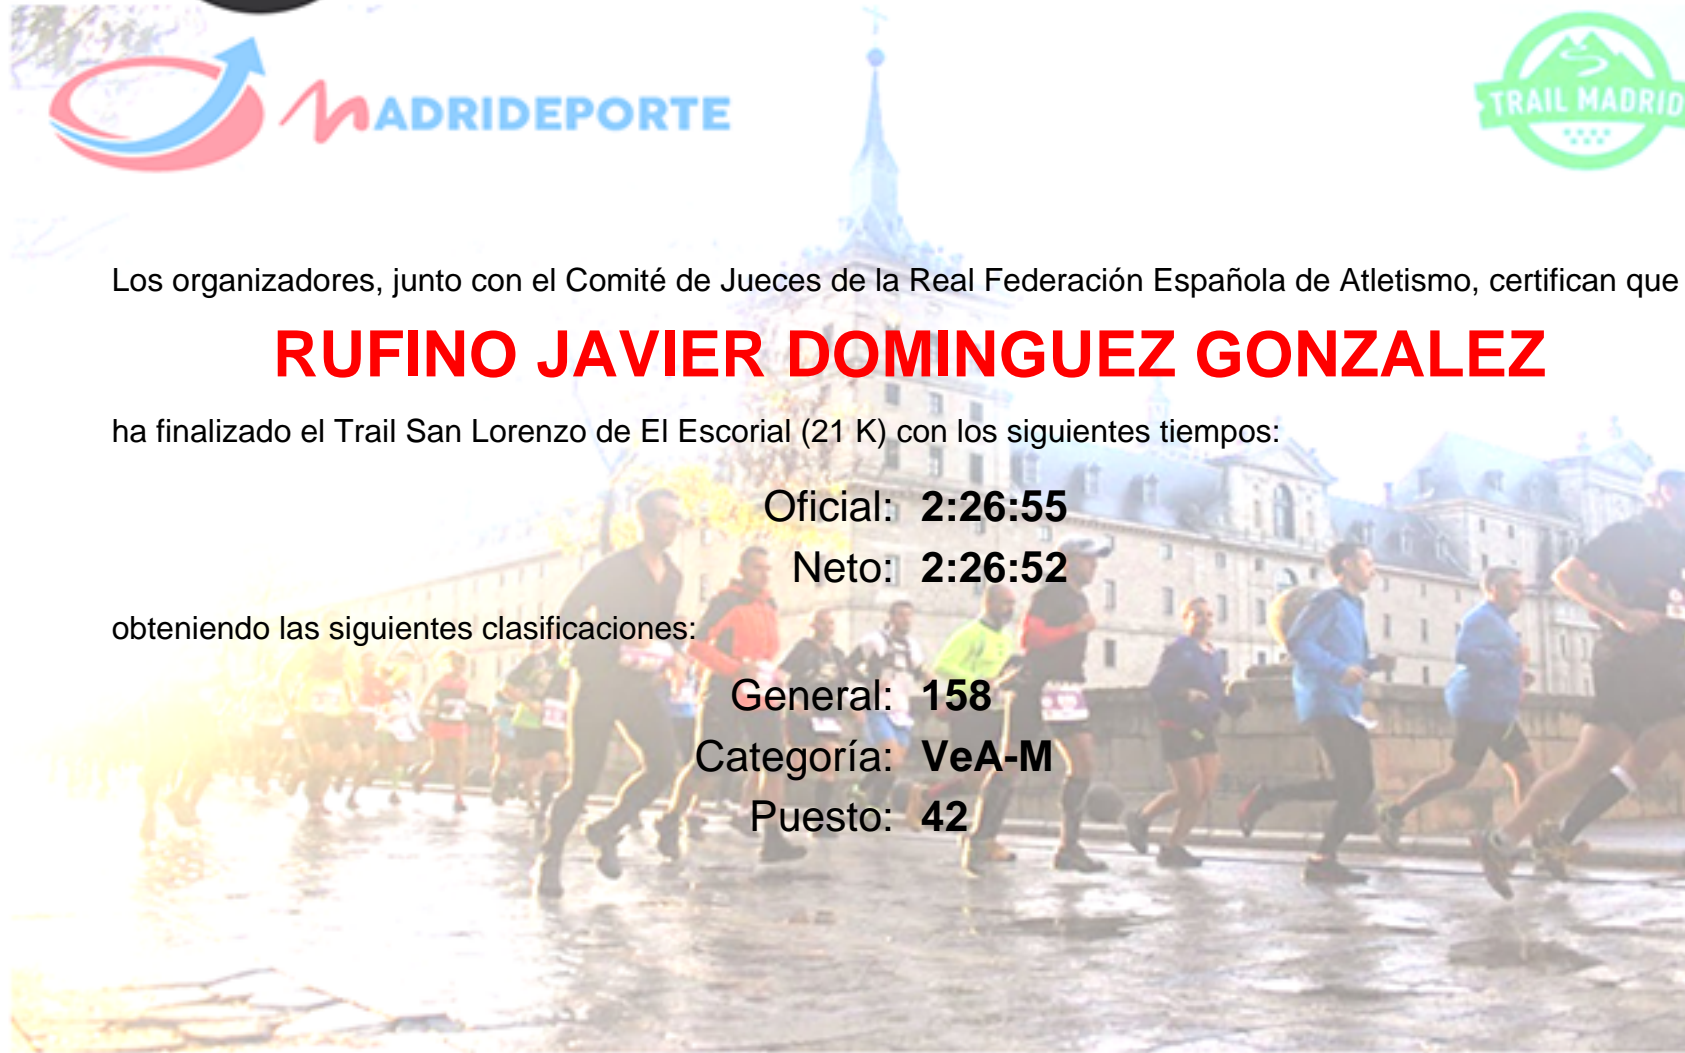 MADRIDEPORTE
TRAIL MADRID
Los organizadores, junto con el Comité de Jueces de la Real Federación Española de Atletismo, certifican que
RUFINO JAVIER DOMINGUEZ GONZALEZ
ha finalizado el Trail San Lorenzo de El Escorial (21 K) con los siguientes tiempos:
Oficial: 2:26:55
Neto: 2:26:52
obteniendo las siguientes clasificaciones:
General: 158
Categoría: VeA-M
Puesto: 42